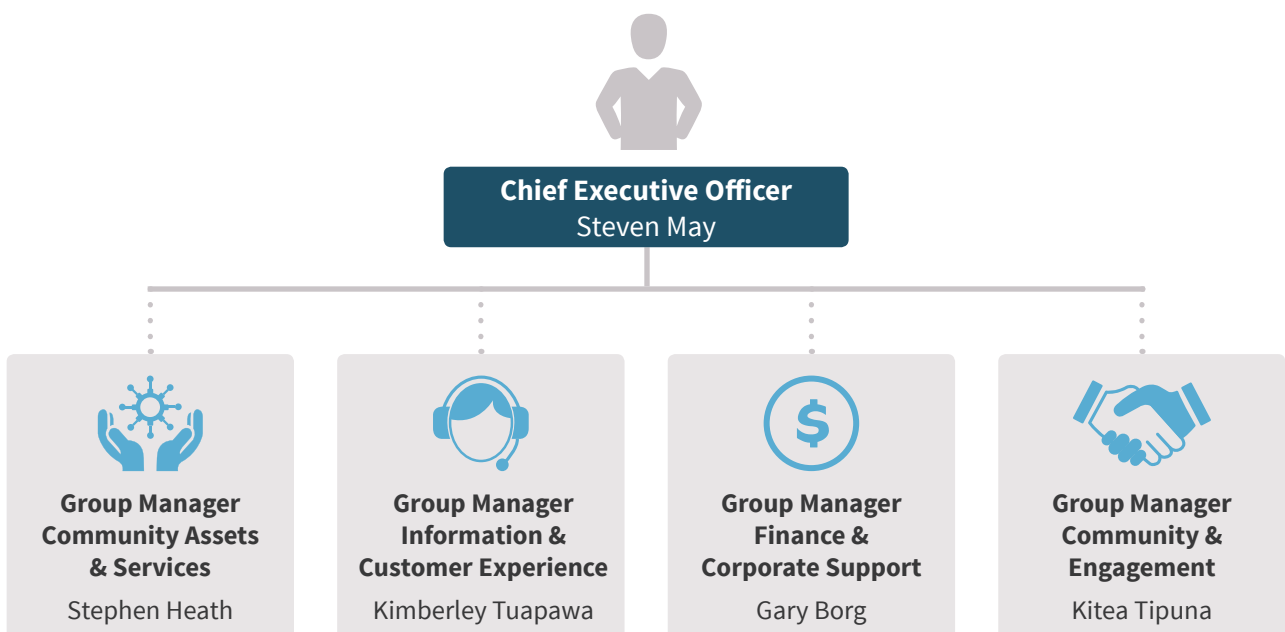 Chief Executive Officer
Steven May
$
Group Manager
Community Assets
& Services
Stephen Heath
Group Manager
Information &
Customer Experience
Kimberley Tuapawa
Group Manager
Finance &
Corporate Support
Gary Borg
Group Manager
Community &
Engagement
Kitea Tipuna